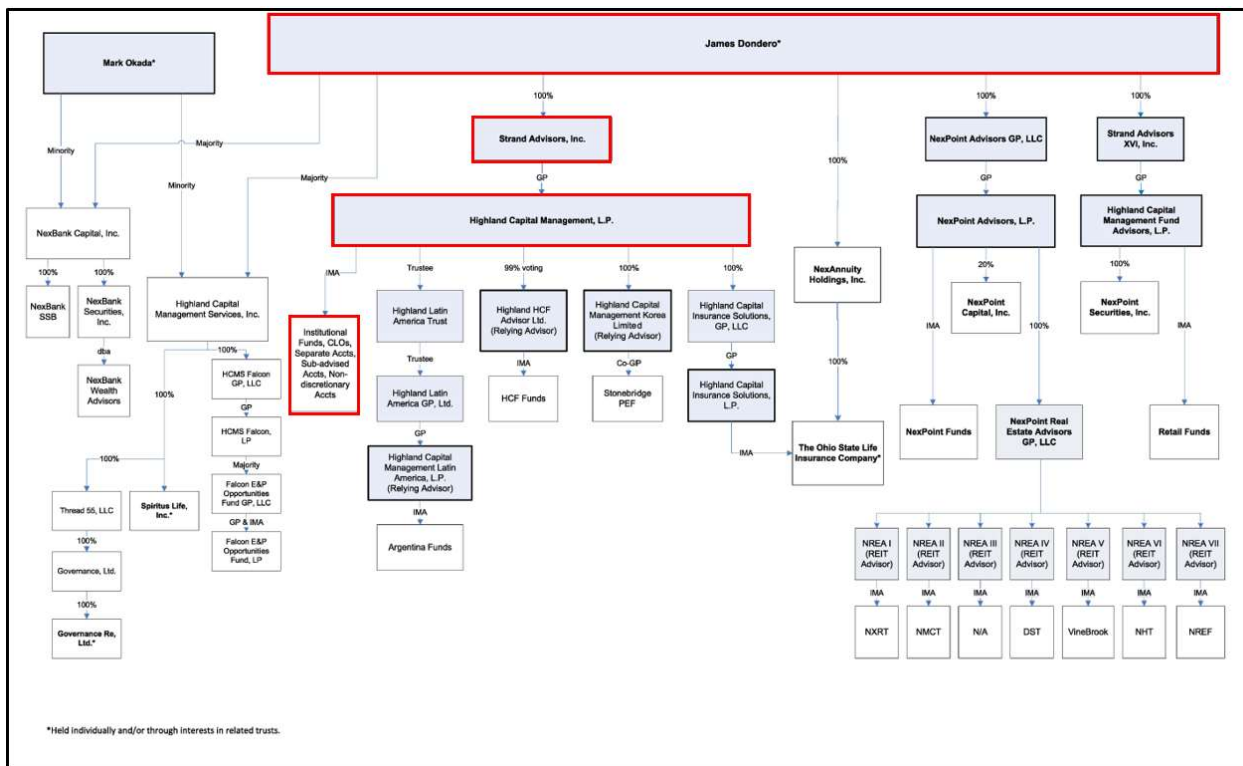 James Dondero*
Mark Okada*
100%
100%
100%
Strand Advisors, Inc.
NexPoint Advisors GP, LLC
Strand Advisors
XVI, Inc.
Minority
Majority
100%
Minority
Majority
GP
GP
GP
NexBank Capital, Inc.
Highland Capital Management, L.P.
NexPoint Advisors, L.P.
Highland Capital
Management Fund
Advisors, L.P.
100%
100%
NexBank
SSB
NexBank
Securities,
Inc.
dba
NexBank
Wealth
Advisors
Highland Capital
Management Services, Inc.
IMA
Trustee
99% voting
100%
100%
NexAnnuity
Holdings, Inc.
20%
100%
Institutional
Funds, CLOs,
Separate Accts,
Sub-advised
Accts, Non-
discretionary
Accts
Highland Latin
America Trust
Highland HCF
Advisor Ltd.
(Relying Advisor)
Highland Capital
Management Korea
Limited
(Relying Advisor)
Highland Capital
Insurance Solutions,
GP, LLC
NexPoint
Capital, Inc.
NexPoint
Securities, Inc.
IMA
100%
IMA
100%
100%
HCMS Falcon
GP, LLC
GP
HCMS Falcon,
LP
Majority
Falcon E&P
Opportunities
Fund GP, LLC
GP & IMA
Falcon E&P
Opportunities
Fund, LP
Trustee
IMA
Co-GP
GP
100%
Highland Latin
America GP, Ltd.
HCF Funds
Stonebridge
PEF
Highland Capital
Insurance Solutions,
L.P.
GP
IMA
Highland Capital
Management Latin
America, L.P.
(Relying Advisor)
The Ohio State Life
Insurance Company*
NexPoint Funds
NexPoint Real
Estate Advisors
GP, LLC
Retail Funds
IMA
Argentina Funds
100%
Thread 55, LLC
Spiritus Life,
Inc.*
100%
Governance, Ltd.
100%
Governance Re,
Ltd.*
NREA I
(REIT
Advisor)
NREA II
(REIT
Advisor)
NREA III
(REIT
Advisor)
NREA IV
(REIT
Advisor)
NREA V
(REIT
Advisor)
NREA VI
(REIT
Advisor)
NREA VII
(REIT
Advisor)
IMA
IMA
IMA
IMA
IMA
IMA
IMA
NXRT
NMCT
N/A
DST
VineBrook
NHT
NREF
*Held individually and/or through interests in related trusts.